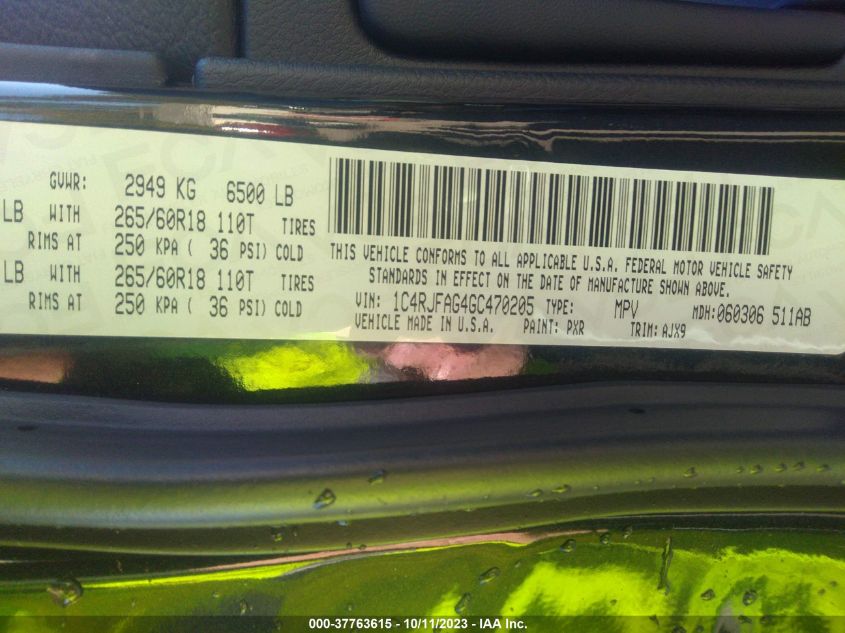 GVWR: 2949 KG 6500 LB
LB WITH 265/60R18 110T TIRES
RIMS AT 250 KPA ( 36 PSI) COLD
LB WITH 265/60R18 110T TIRES
RIMS AT 250 KPA ( 36 PSI) COLD
THIS VEHICLE CONFORMS TO ALL APPLICABLE U.S.A. FEDERAL MOTOR VEHICLE SAFETY
STANDARDS IN EFFECT ON THE DATE OF MANUFACTURE SHOWN ABOVE.
VIN: 1C4RJFAG4GC470205 TYPE: MPV MDH:060306 511AB
VEHICLE MADE IN U.S.A. PAINT: PXR TRIM: AJX9
000-37763615 - 10/11/2023 - IAA Inc.